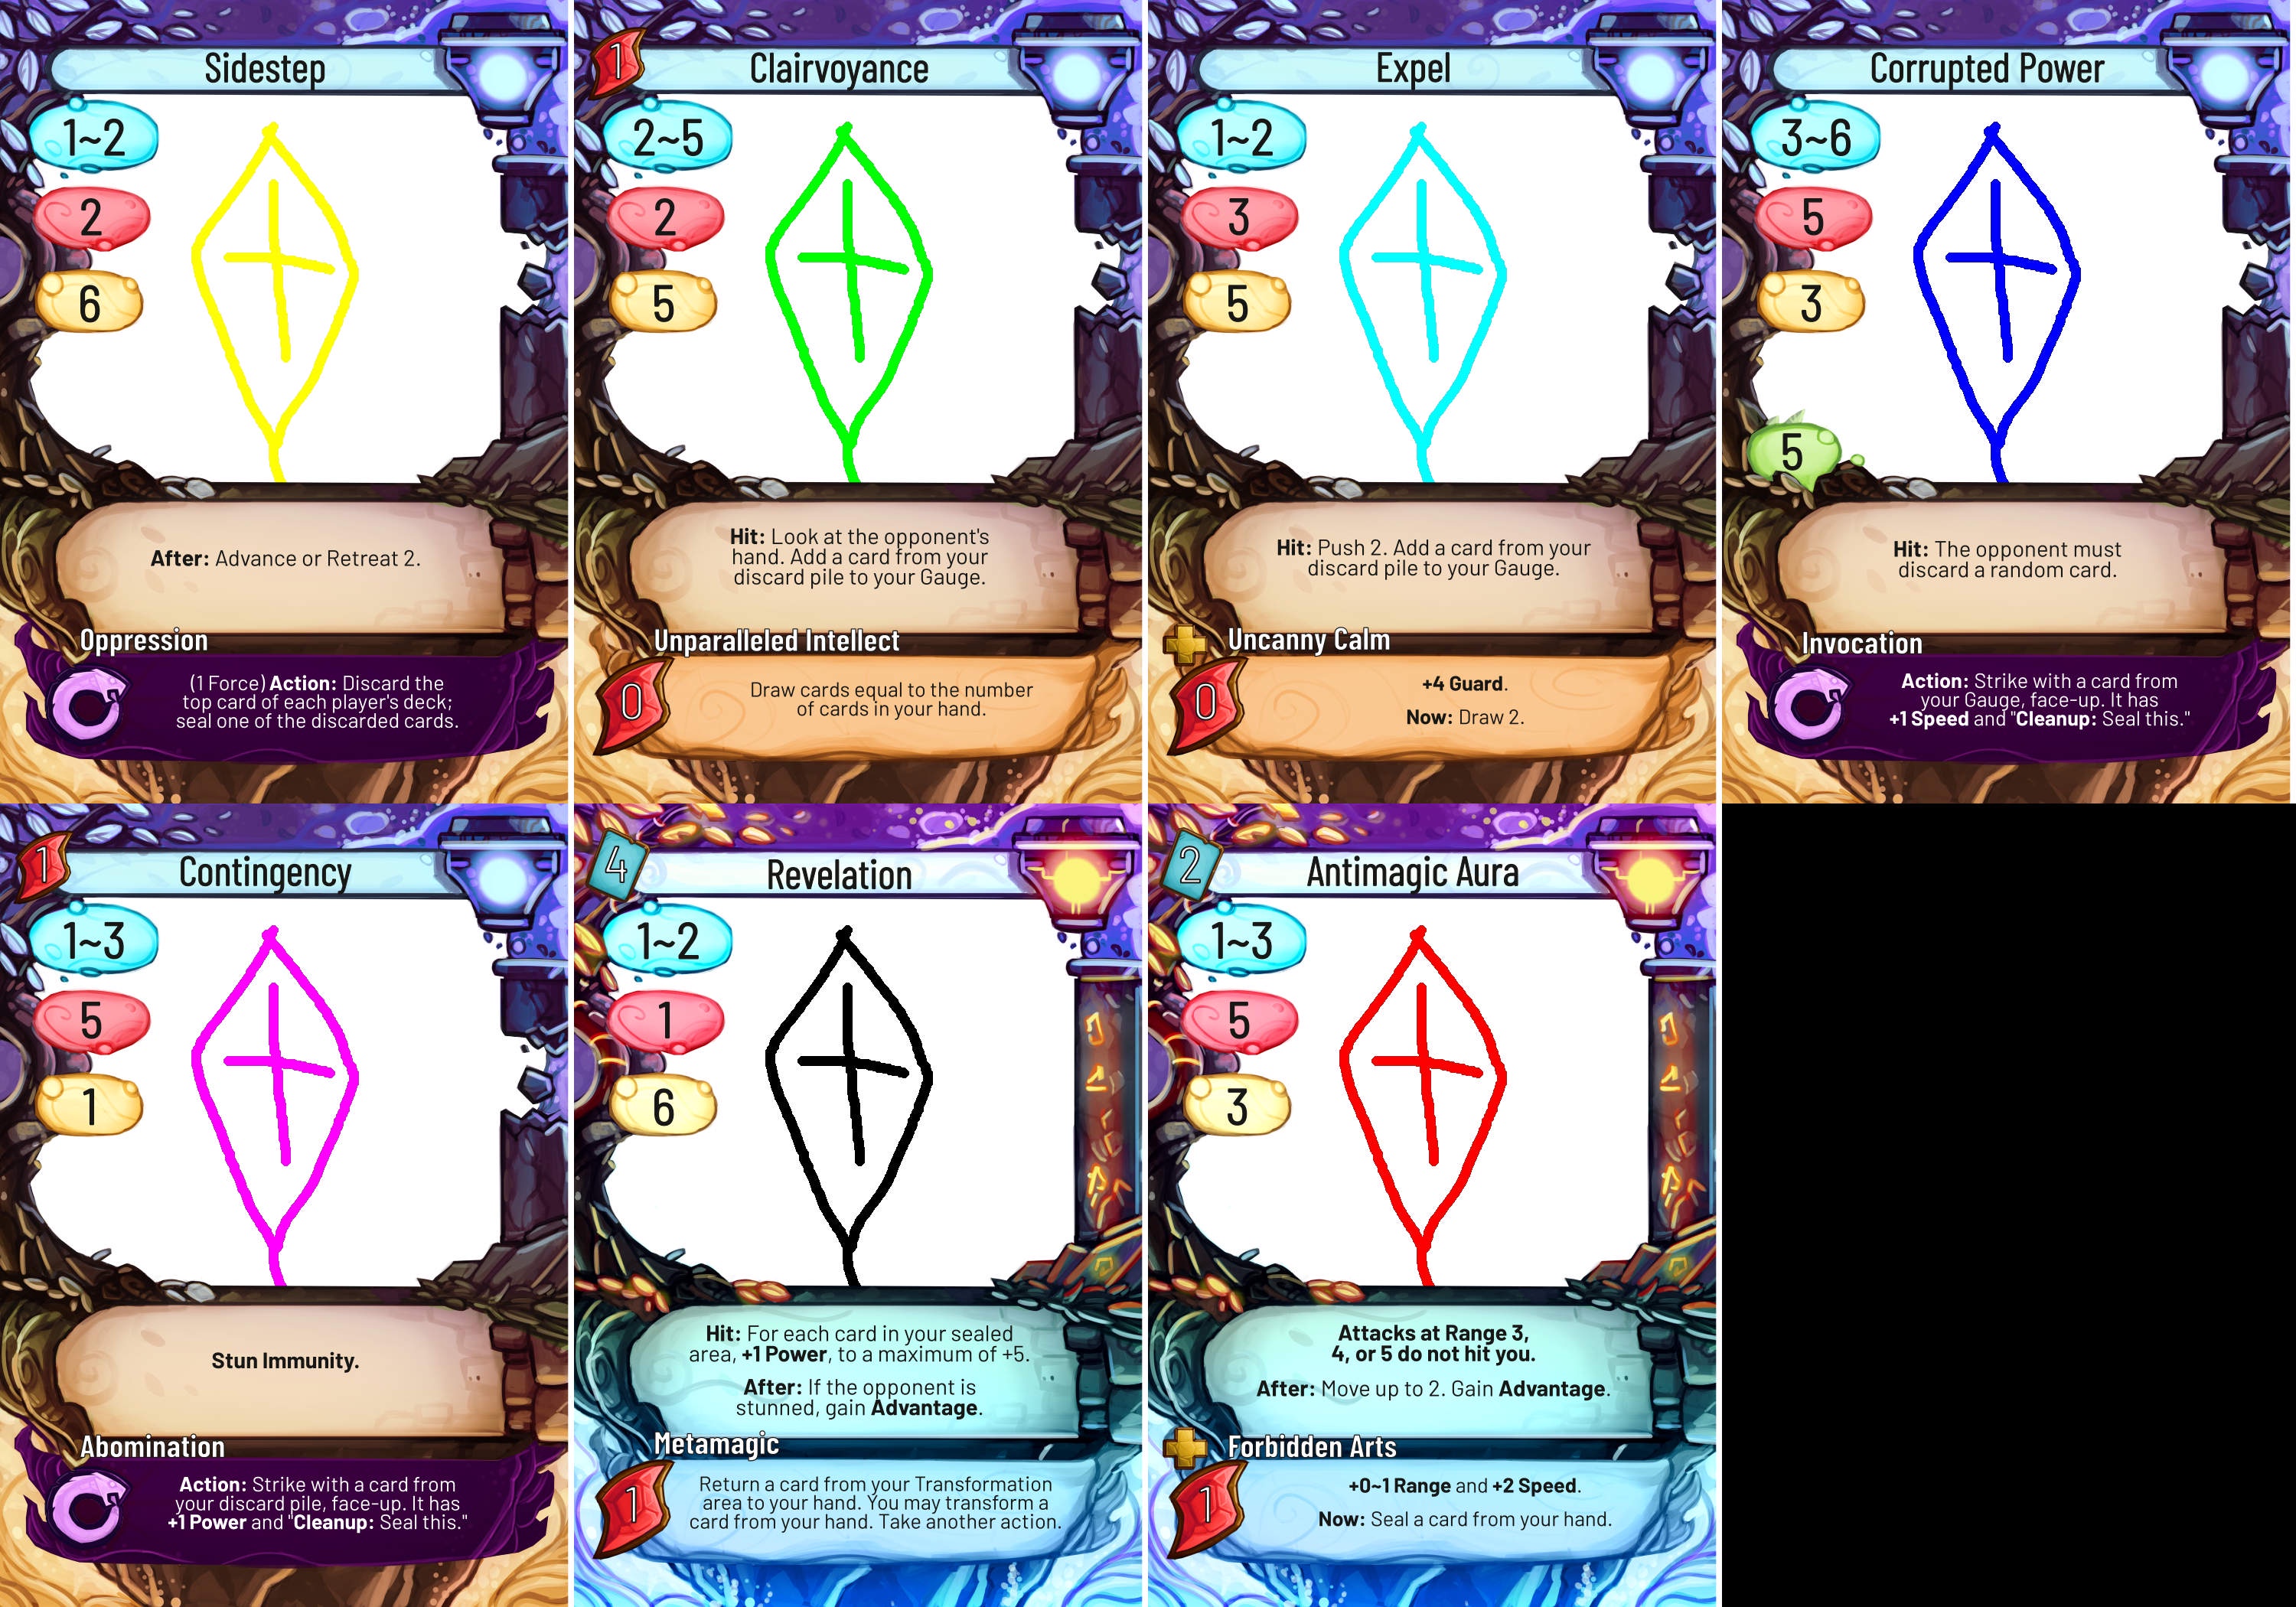 Sidestep
1~2
2
6
After: Advance or Retreat 2.
Oppression
(1 Force) Action: Discard the
top card of each player's deck;
seal one of the discarded cards.
1
Clairvoyance
2~5
2
5
Hit: Look at the opponent's
hand. Add a card from your
discard pile to your Gauge.
Unparalleled Intellect
0
Draw cards equal to the number
of cards in your hand.
Expel
1~2
3
5
Hit: Push 2. Add a card from your
discard pile to your Gauge.
Uncanny Calm
0
+4 Guard.
Now: Draw 2.
Corrupted Power
3~6
5
3
5
Hit: The opponent must
discard a random card.
Invocation
Action: Strike with a card from
your Gauge, face-up. It has
+1 Speed and "Cleanup: Seal this."
1
Contingency
1~3
5
1
Stun Immunity.
Abomination
Action: Strike with a card from
your discard pile, face-up. It has
+1 Power and "Cleanup: Seal this."
4
Revelation
1~2
1
6
Hit: For each card in your sealed
area, +1 Power, to a maximum of +5.
After: If the opponent is
stunned, gain Advantage.
Metamagic
1
Return a card from your Transformation
area to your hand. You may transform a
card from your hand. Take another action.
2
Antimagic Aura
1~3
5
3
Attacks at Range 3,
4, or 5 do not hit you.
After: Move up to 2. Gain Advantage.
Forbidden Arts
1
+0~1 Range and +2 Speed.
Now: Seal a card from your hand.